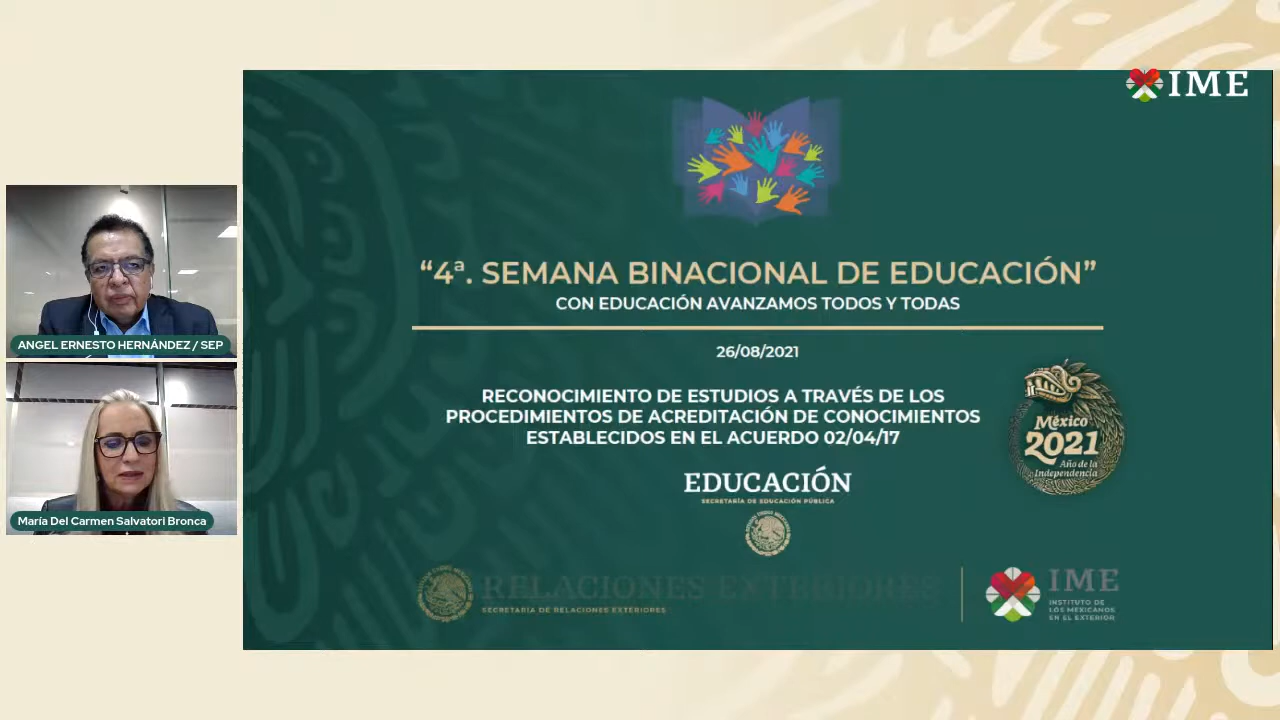 IME
ANGEL ERNESTO HERNÁNDEZ / SEP
María Del Carmen Salvatori Bronca
“4ª. SEMANA BINACIONAL DE EDUCACIÓN”
CON EDUCACIÓN AVANZAMOS TODOS Y TODAS
26/08/2021
RECONOCIMIENTO DE ESTUDIOS A TRAVÉS DE LOS
PROCEDIMIENTOS DE ACREDITACIÓN DE CONOCIMIENTOS
ESTABLECIDOS EN EL ACUERDO 02/04/17
México
2021
Año de la
Independencia
EDUCACIÓN
SECRETARÍA DE EDUCACIÓN PÚBLICA
RELACIONES EXTERIORES
SECRETARÍA DE RELACIONES EXTERIORES
IME
INSTITUTO DE
LOS MEXICANOS
EN EL EXTERIOR